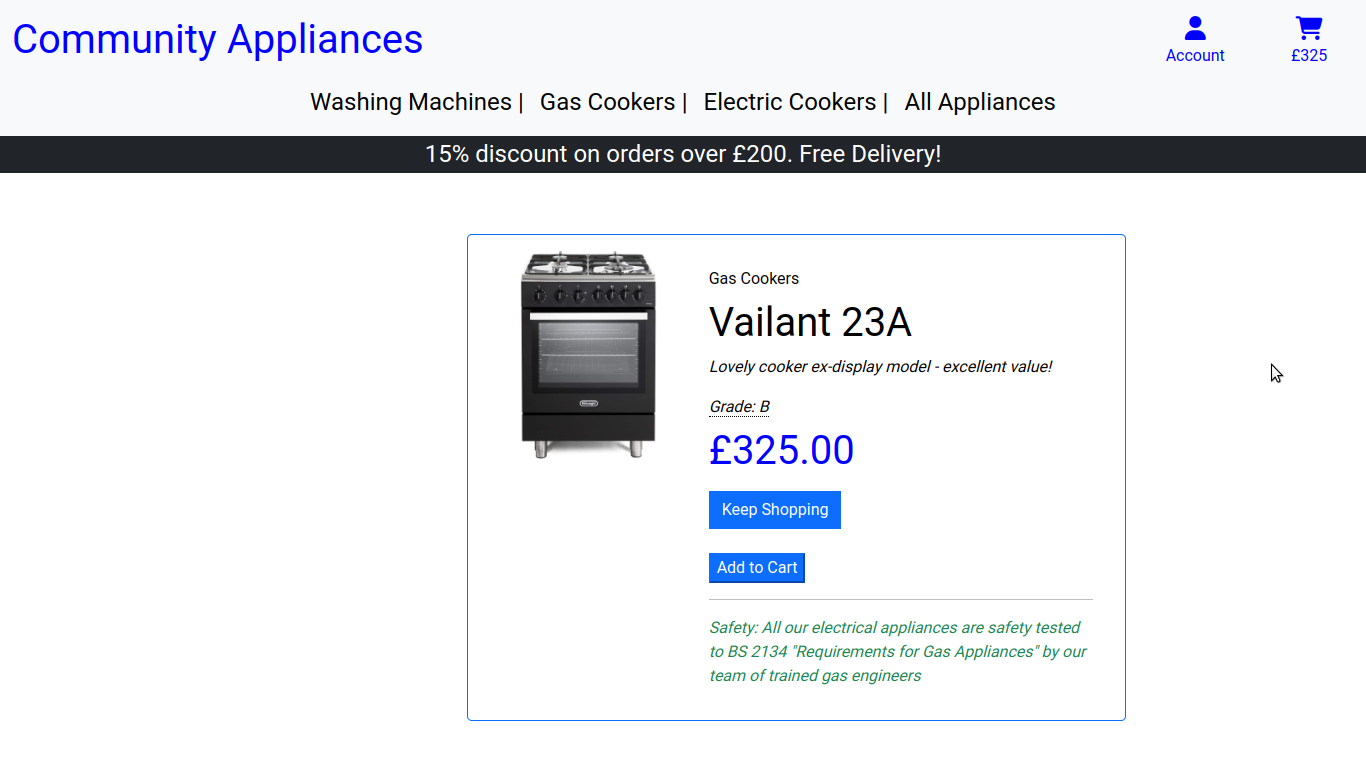 Community Appliances
Account
£325
Washing Machines | Gas Cookers | Electric Cookers | All Appliances
15% discount on orders over £200. Free Delivery!
Gas Cookers
Vailant 23A
Lovely cooker ex-display model - excellent value!
Grade: B
£325.00
Keep Shopping
Add to Cart
Safety: All our electrical appliances are safety tested
to BS 2134 "Requirements for Gas Appliances" by our
team of trained gas engineers